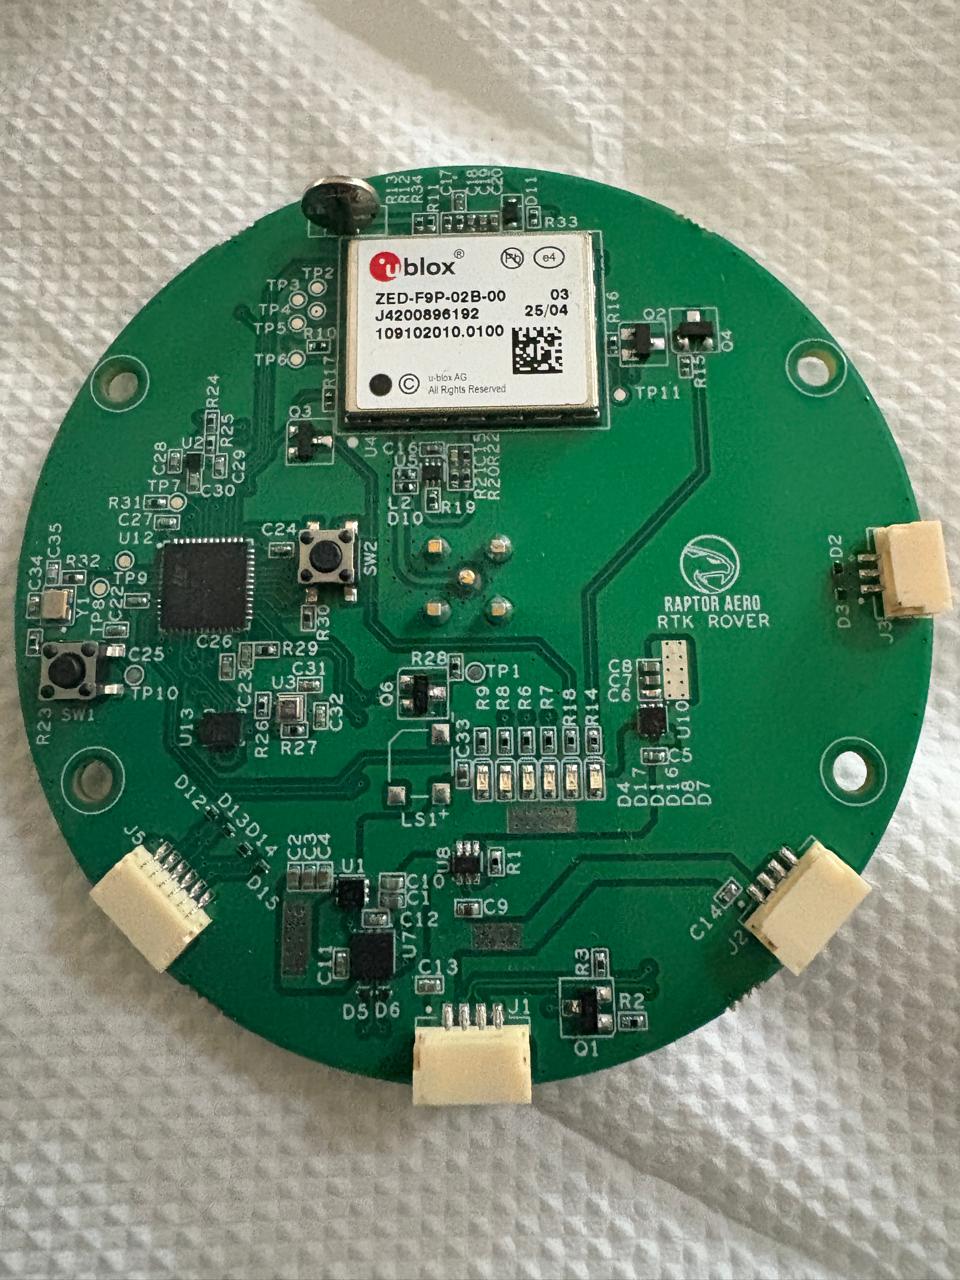 R13
R12
R34
R11
C17
C18
C19
C20
D11
R33
ublox®
Pb
e4
ZED-F9P-02B-00 03
J4200896192 25/04
109102010.0100
© u-blox AG
All Rights Reserved
TP2
TP3
TP4
TP5
R10
TP6
R17
R16
Q2
Q4
R15
TP11
Q3
U4
R24
R25
U2
C28
C29
C30
TP7
R31
C27
U12
C16
L2
D10
R19
R21
C15
R20
R22
C24
SW2
R30
C35
C34
R32
Y1
TP9
TP8
C22
C26
C25
TP10
R23
SW1
R29
C23
C31
U3
C32
R26
R27
U13
R28
TP1
Q6
RAPTOR AERO
RTK ROVER
D2
D3
J3
C8
C7
C6
U10
C5
R9
R8
R6
R7
R18
R14
C33
LS1+
D4
D17
D1
D16
D8
D7
D12
D13
D14
D15
J5
C2
C3
C4
U1
C1
C1
C12
U7
C11
D5
D6
U8
R1
C9
C13
J1
R3
R2
Q1
C14
J2